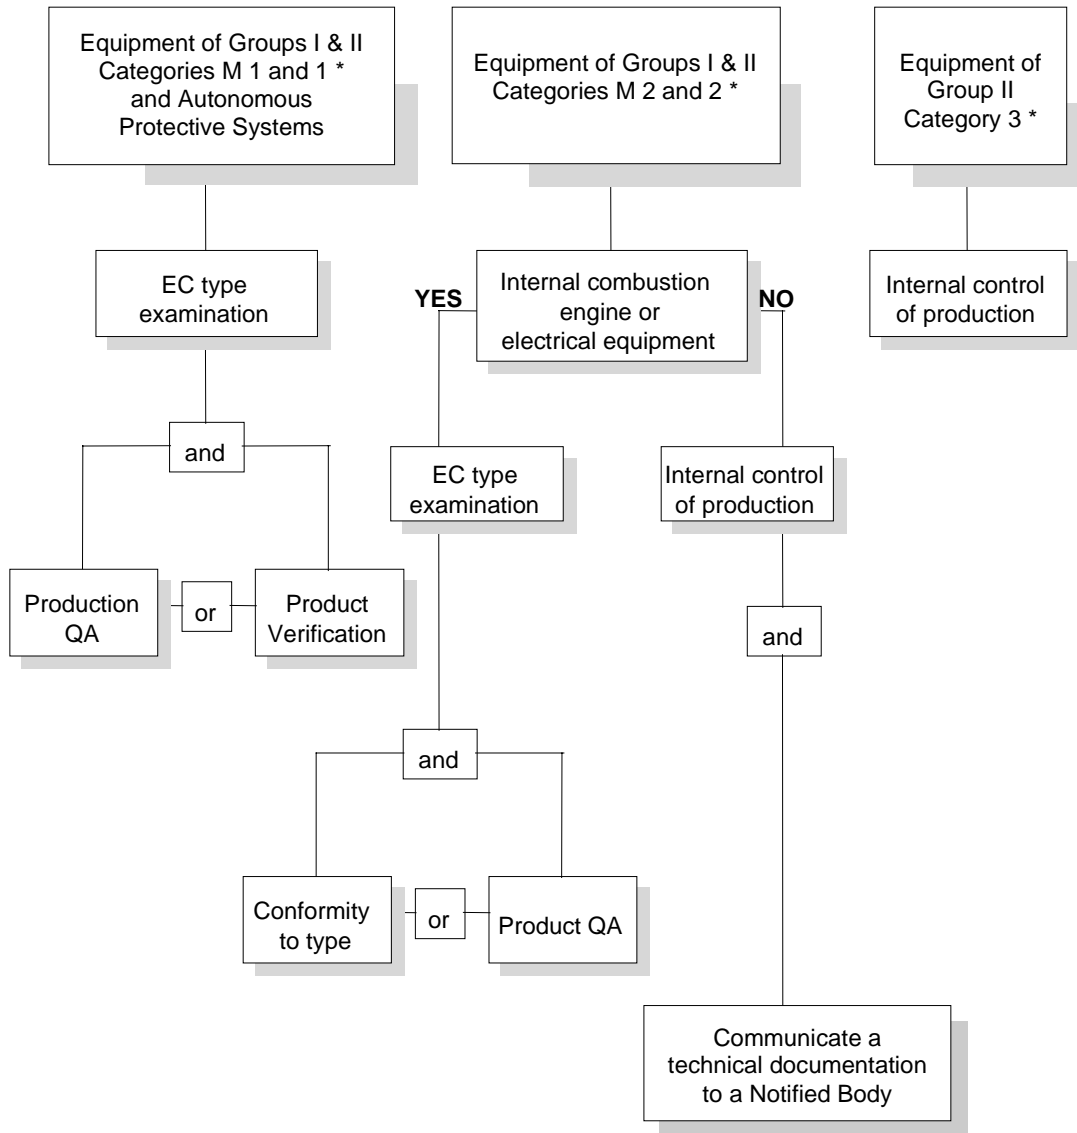 Equipment of Groups I & II
Categories M 1 and 1 *
and Autonomous
Protective Systems
Equipment of Groups I & II
Categories M 2 and 2 *
Equipment of
Group II
Category 3 *
EC type
examination
YES
Internal combustion
engine or
electrical equipment
NO
Internal control
of production
and
EC type
examination
Internal control
of production
Production
QA
or
Product
Verification
and
and
Conformity
to type
or
Product QA
Communicate a
technical documentation
to a Notified Body